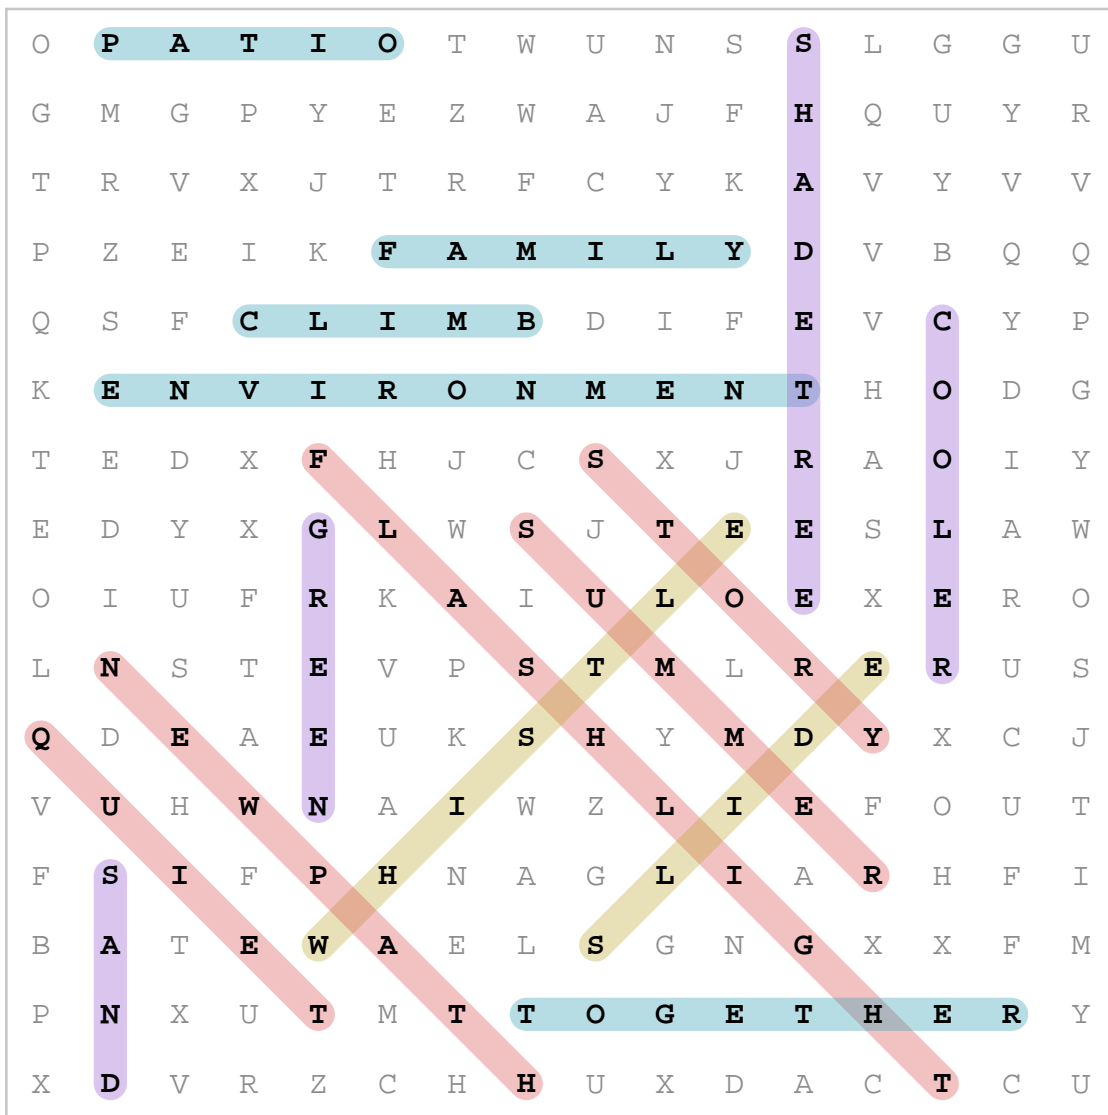 O P A T I O T W U N S S L G G U
G M G P Y E Z W A J F H Q U Y R
T R V X J T R F C Y K A V Y V V
P Z E I K F A M I L Y D V B Q Q
Q S F C L I M B D I F E V C Y P
K E N V I R O N M E N T H O D G
T E D X F H J C S X J R A O I Y
E D Y X G L W S J T E E S L A W
O I U F R K A I U L O E X E R O
L N S T E V P S T M L R E R U S
Q D E A E U K S H Y M D Y X C J
V U H W N A I W Z L I E F O U T
F S I F P H N A G L I A R H F I
B A T E W A E L S G N G X X F M
P N X U T M T T O G E T H E R Y
X D V R Z C H H U X D A C T C U